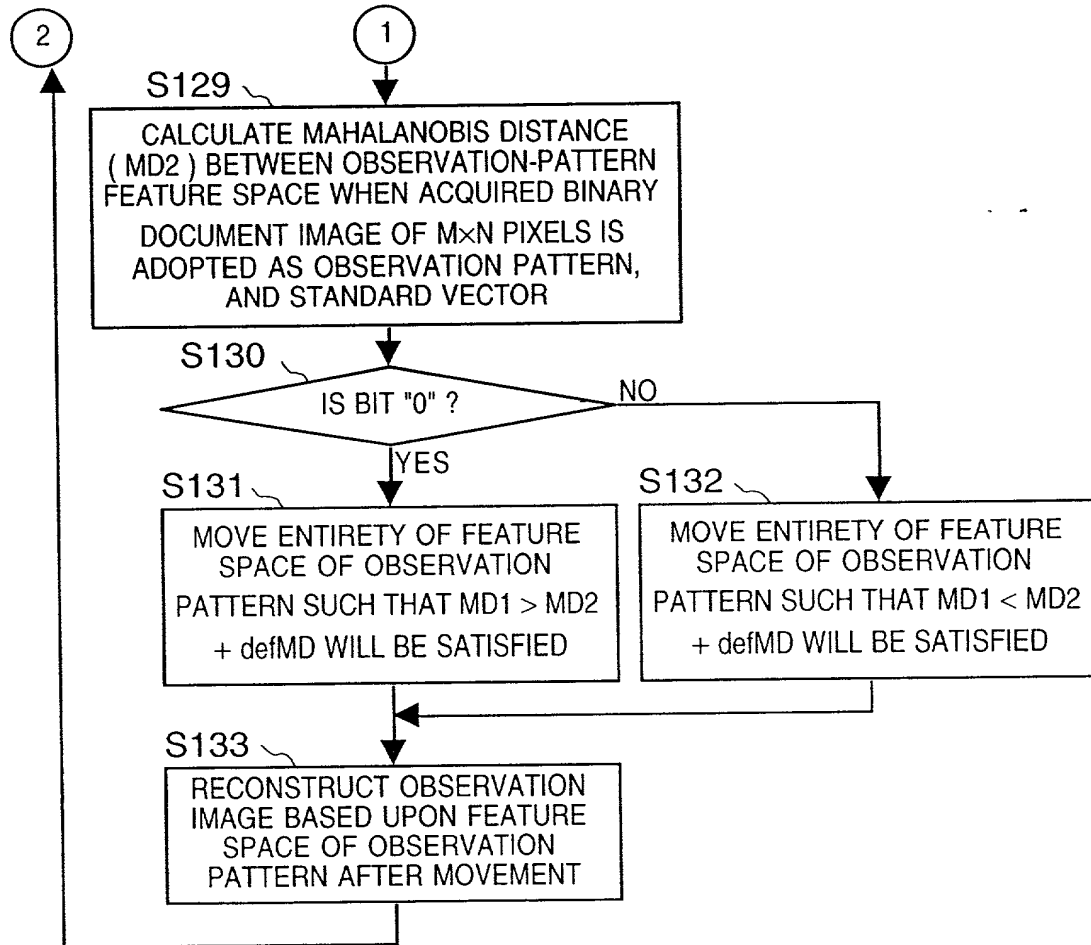 2
1
S129
CALCULATE MAHALANOBIS DISTANCE
( MD2 ) BETWEEN OBSERVATION-PATTERN
FEATURE SPACE WHEN ACQUIRED BINARY
DOCUMENT IMAGE OF M×N PIXELS IS
ADOPTED AS OBSERVATION PATTERN,
AND STANDARD VECTOR
S130
IS BIT "0" ?
NO
YES
S131
MOVE ENTIRETY OF FEATURE
SPACE OF OBSERVATION
PATTERN SUCH THAT MD1 > MD2
+ defMD WILL BE SATISFIED
S132
MOVE ENTIRETY OF FEATURE
SPACE OF OBSERVATION
PATTERN SUCH THAT MD1 < MD2
+ defMD WILL BE SATISFIED
S133
RECONSTRUCT OBSERVATION
IMAGE BASED UPON FEATURE
SPACE OF OBSERVATION
PATTERN AFTER MOVEMENT